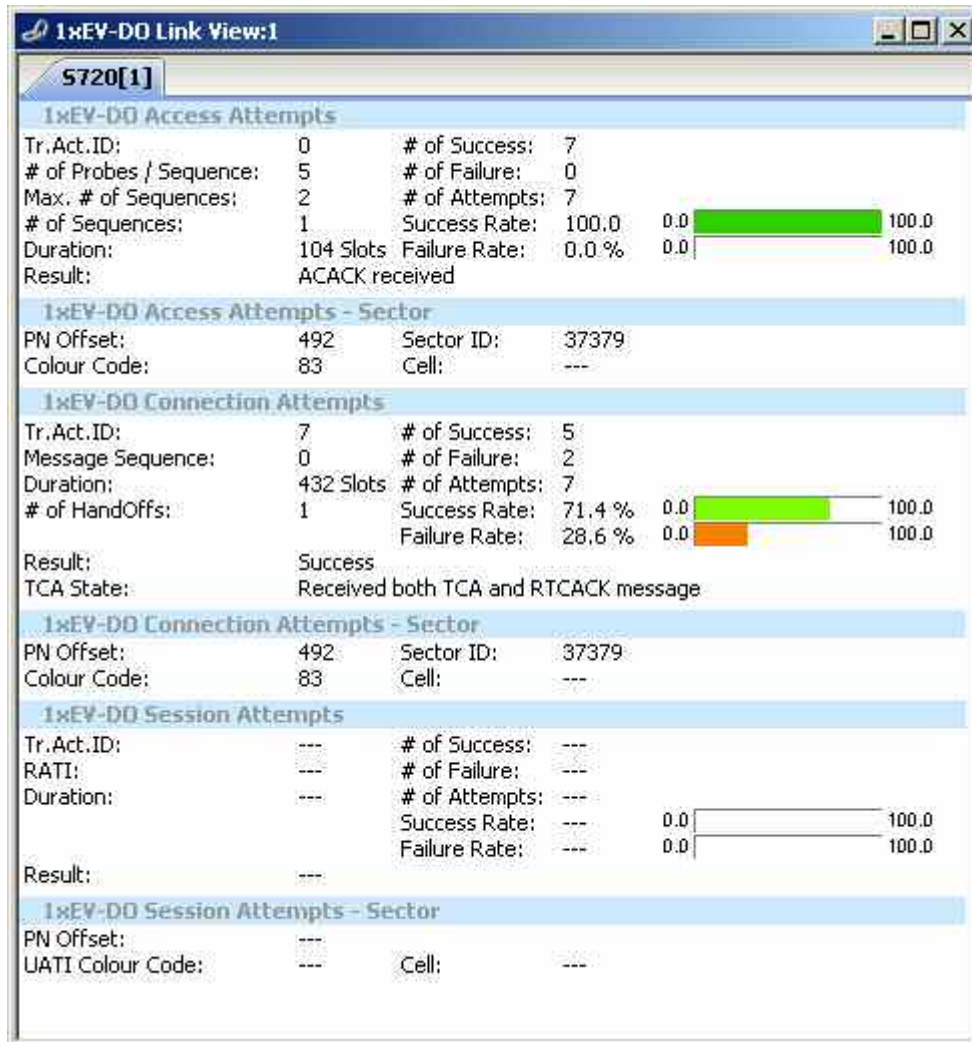 1xEV-DO Link View:1
S720[1]
1xEV-DO Access Attempts
Tr.Act.ID: 0 # of Success: 7
# of Probes / Sequence: 5 # of Failure: 0
Max. # of Sequences: 2 # of Attempts: 7
# of Sequences: 1 Success Rate: 100.0 0.0 100.0
Duration: 104 Slots Failure Rate: 0.0 % 0.0 100.0
Result: ACACK received
1xEV-DO Access Attempts - Sector
PN Offset: 492 Sector ID: 37379
Colour Code: 83 Cell: ---
1xEV-DO Connection Attempts
Tr.Act.ID: 7 # of Success: 5
Message Sequence: 0 # of Failure: 2
Duration: 432 Slots # of Attempts: 7
# of HandOffs: 1 Success Rate: 71.4 % 0.0 100.0
Failure Rate: 28.6 % 0.0 100.0
Result: Success
TCA State: Received both TCA and RTCACK message
1xEV-DO Connection Attempts - Sector
PN Offset: 492 Sector ID: 37379
Colour Code: 83 Cell: ---
1xEV-DO Session Attempts
Tr.Act.ID: --- # of Success: ---
RATI: --- # of Failure: ---
Duration: --- # of Attempts: ---
Success Rate: --- 0.0 100.0
Failure Rate: --- 0.0 100.0
Result: ---
1xEV-DO Session Attempts - Sector
PN Offset: ---
UATI Colour Code: --- Cell: ---